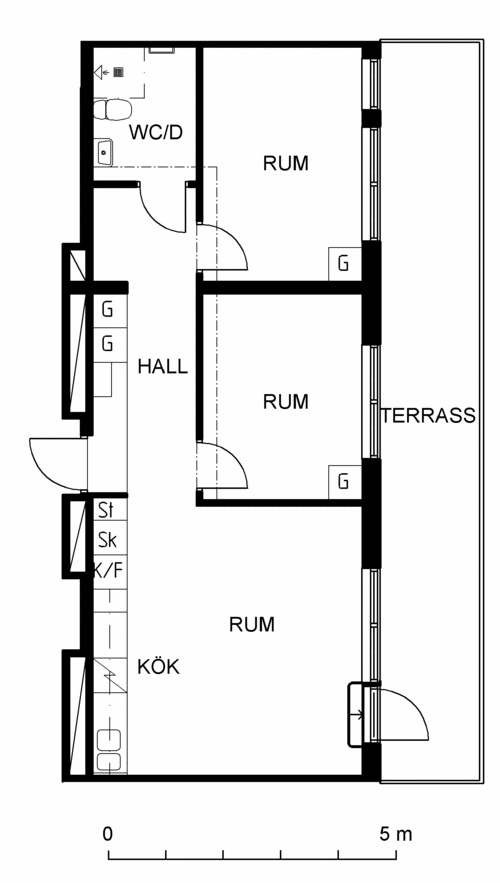 WC/D
RUM
G
G
G
HALL
RUM
TERRASS
G
St
Sk
K/F
RUM
KÖK
0 5 m